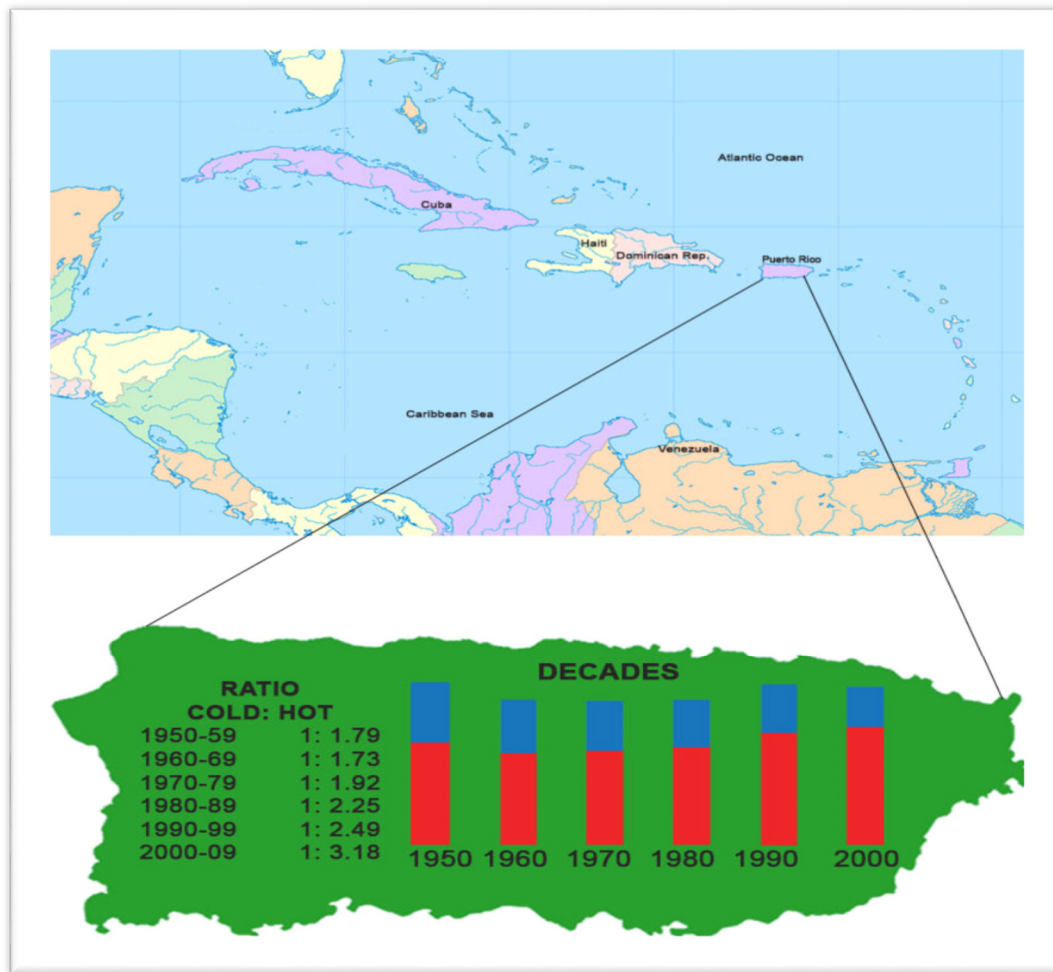 Atlantic Ocean
Cuba
Haiti
Dominican Rep.
Puerto Rico
Caribbean Sea
Venezuela
DECADES
RATIO
COLD: HOT
1950-59 1: 1.79
1960-69 1: 1.73
1970-79 1: 1.92
1980-89 1: 2.25
1990-99 1: 2.49
2000-09 1: 3.18
1950 1960 1970 1980 1990 2000